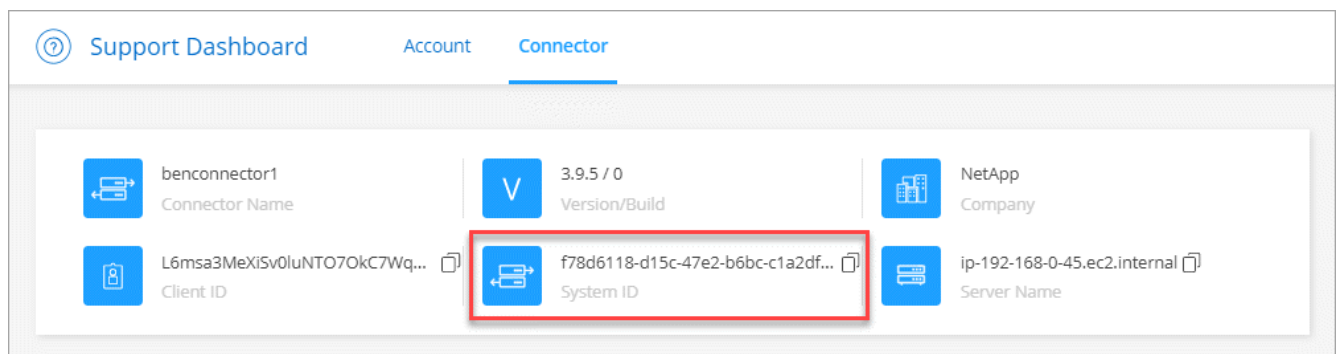 Support Dashboard Account Connector
benconnector1 3.9.5 / 0 NetApp
Connector Name Version/Build Company
L6msa3MeXiSv0luNTO7OkC7Wq... f78d6118-d15c-47e2-b6bc-c1a2df... ip-192-168-0-45.ec2.internal
Client ID System ID Server Name